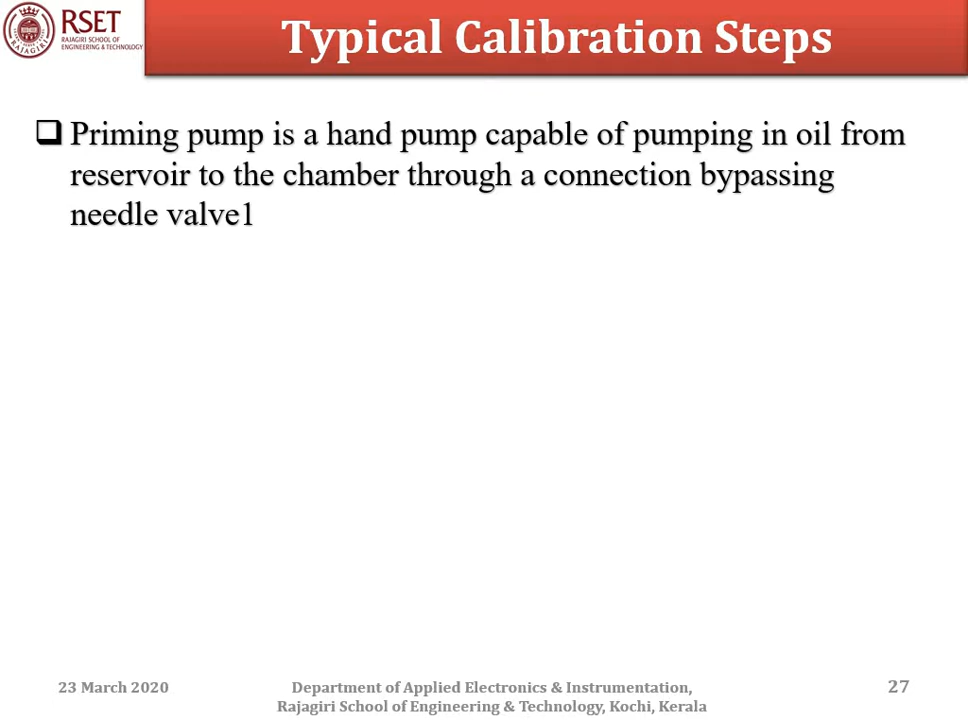 RSET
RAJAGIRI SCHOOL OF
ENGINEERING & TECHNOLOGY
RAJAGIRI
Typical Calibration Steps
Priming pump is a hand pump capable of pumping in oil from
reservoir to the chamber through a connection bypassing
needle valve1
23 March 2020
Department of Applied Electronics & Instrumentation,
Rajagiri School of Engineering & Technology, Kochi, Kerala
27